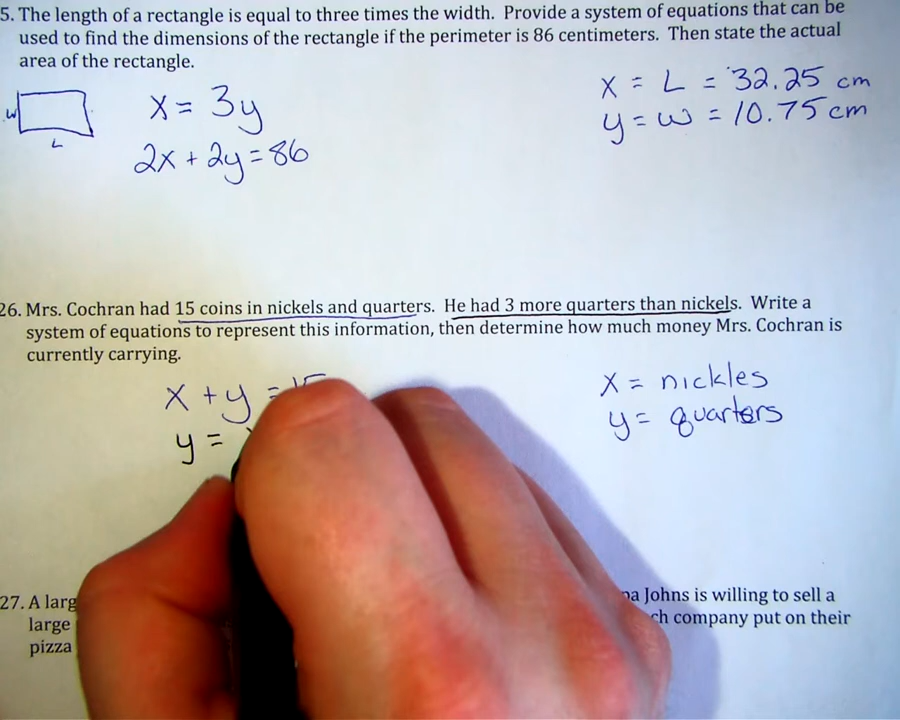 5. The length of a rectangle is equal to three times the width. Provide a system of equations that can be
used to find the dimensions of the rectangle if the perimeter is 86 centimeters. Then state the actual
area of the rectangle.
x = L = 32.25 cm
w
x = 3y
y = w = 10.75 cm
L
2x + 2y = 86
26. Mrs. Cochran had 15 coins in nickels and quarters. He had 3 more quarters than nickels. Write a
system of equations to represent this information, then determine how much money Mrs. Cochran is
currently carrying.
x + y = 15
x = nickles
y =
y = quarters
27. A larg
Johns is willing to sell a
large
company put on their
pizza